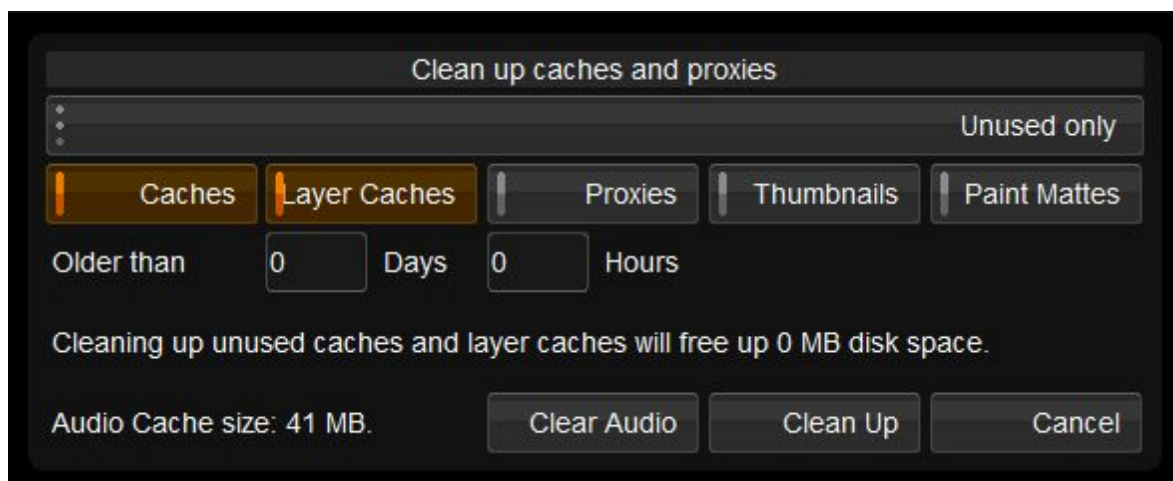 Clean up caches and proxies
Unused only
Caches Layer Caches Proxies Thumbnails Paint Mattes
Older than 0 Days 0 Hours
Cleaning up unused caches and layer caches will free up 0 MB disk space.
Audio Cache size: 41 MB. Clear Audio Clean Up Cancel